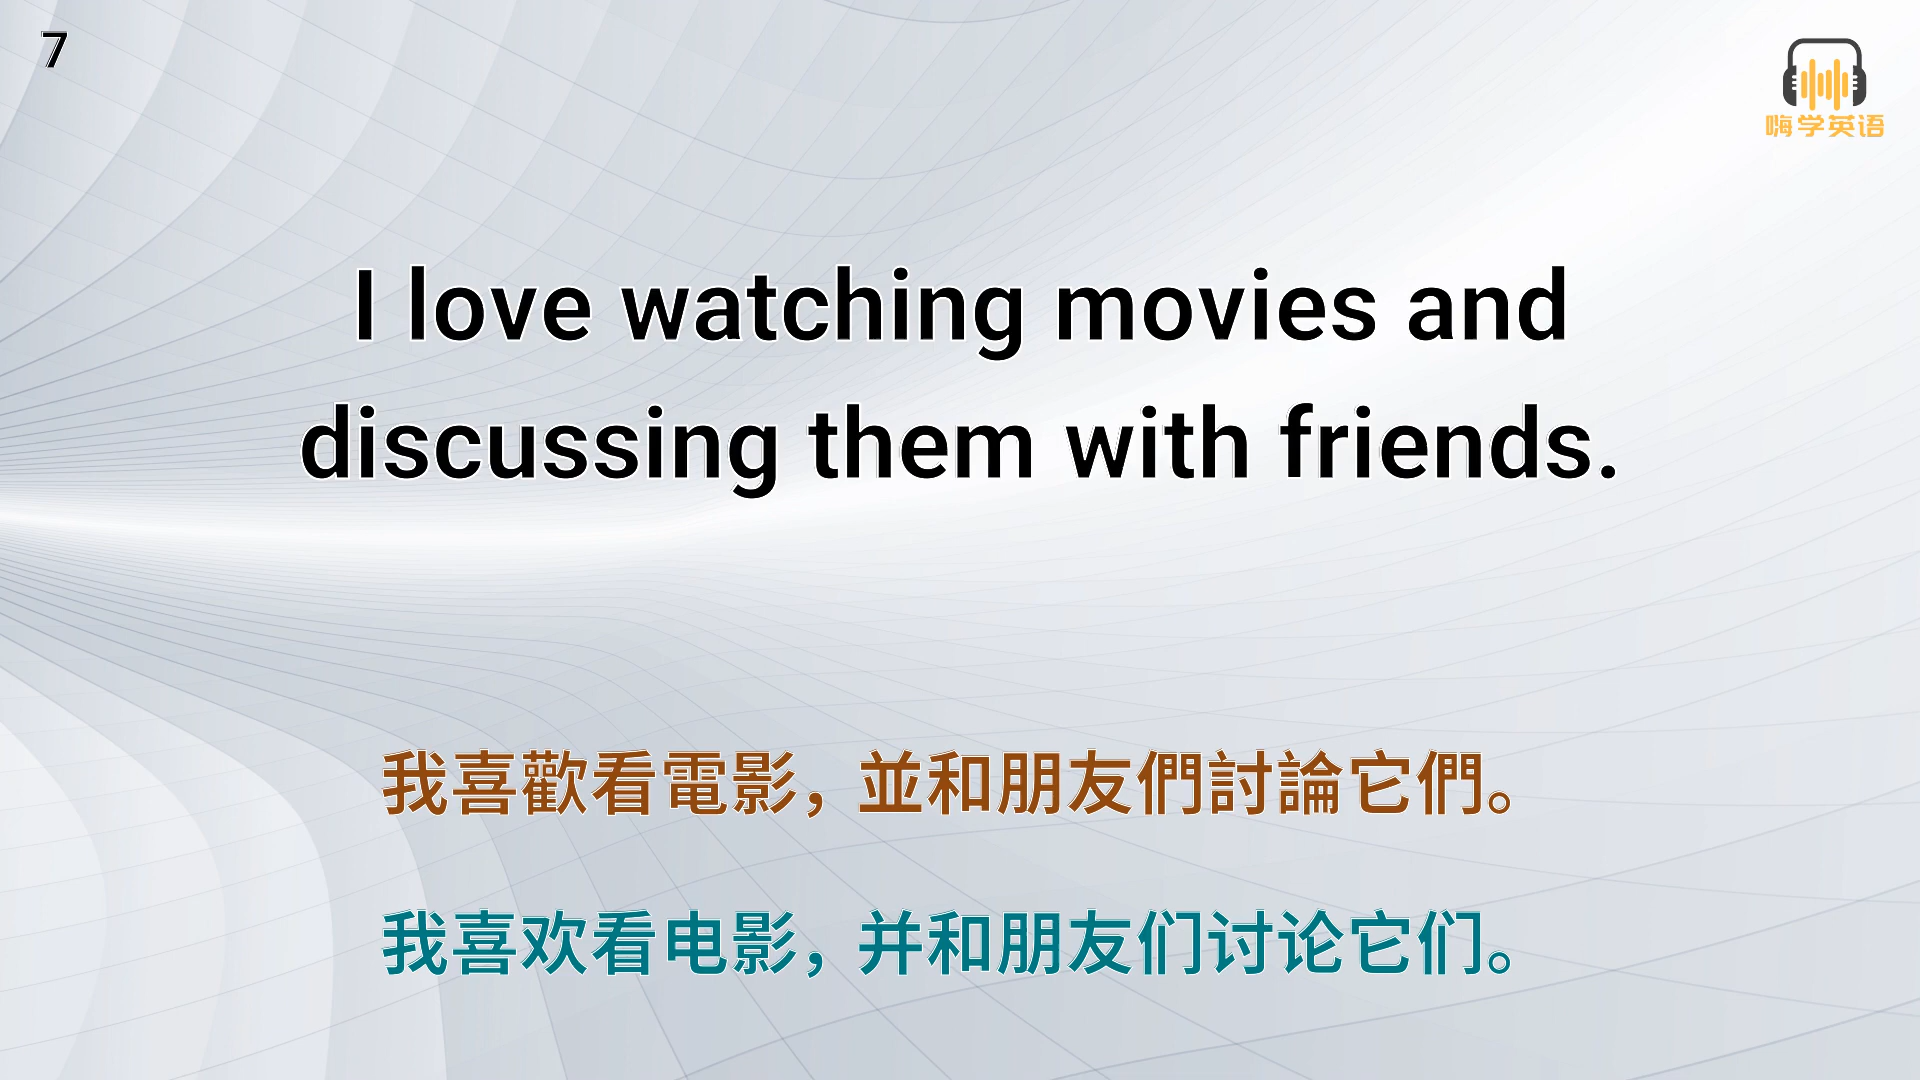 7
嗨学英语
I love watching movies and
discussing them with friends.
我喜歡看電影，並和朋友們討論它們。
我喜欢看电影，并和朋友们讨论它们。